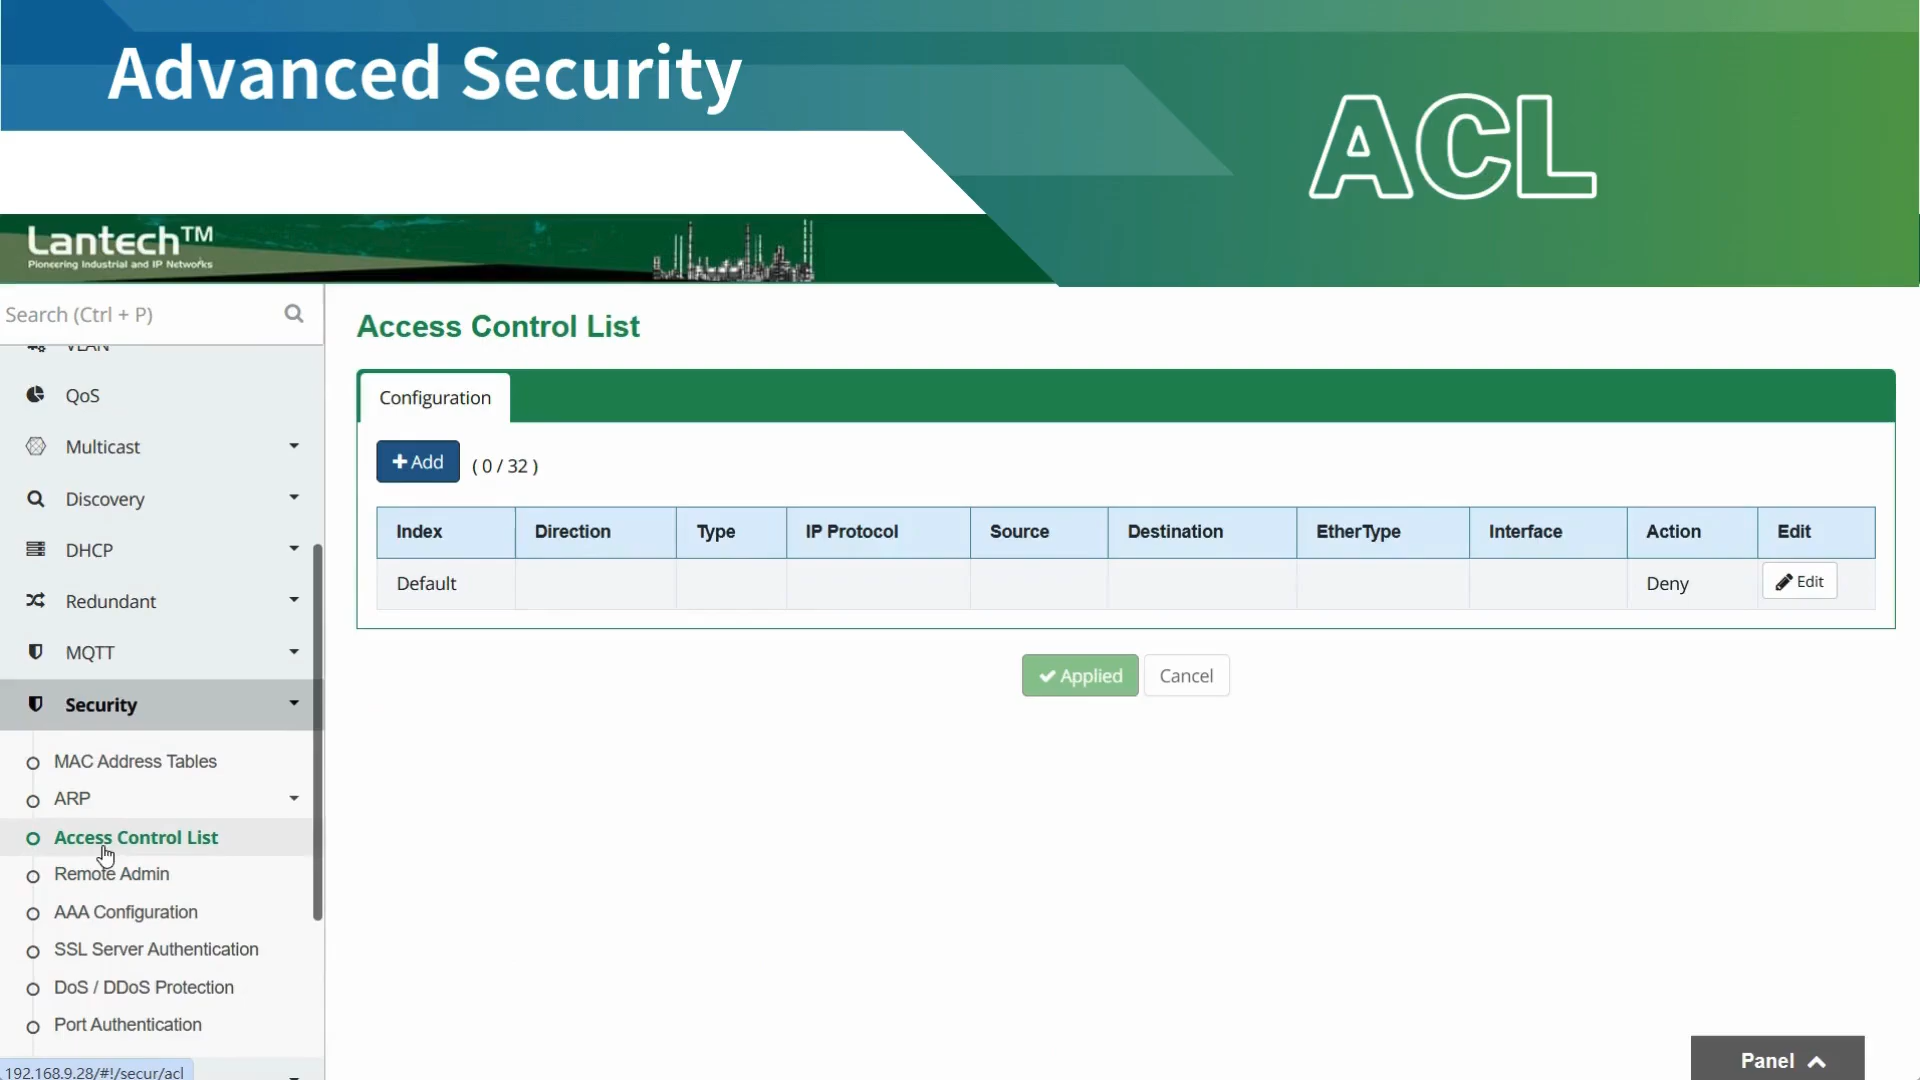 Advanced Security
ACL
Lantech™
Pioneering Industrial and IP Networks
Search (Ctrl + P)
VLAN
QoS
Multicast
Discovery
DHCP
Redundant
MQTT
Security
MAC Address Tables
ARP
Access Control List
Remote Admin
AAA Configuration
SSL Server Authentication
DoS / DDoS Protection
Port Authentication
192.168.9.28/#!/secur/acl
Access Control List
Configuration
Add ( 0 / 32 )
Index Direction Type IP Protocol Source Destination EtherType Interface Action Edit
Default Deny Edit
Applied Cancel
Panel